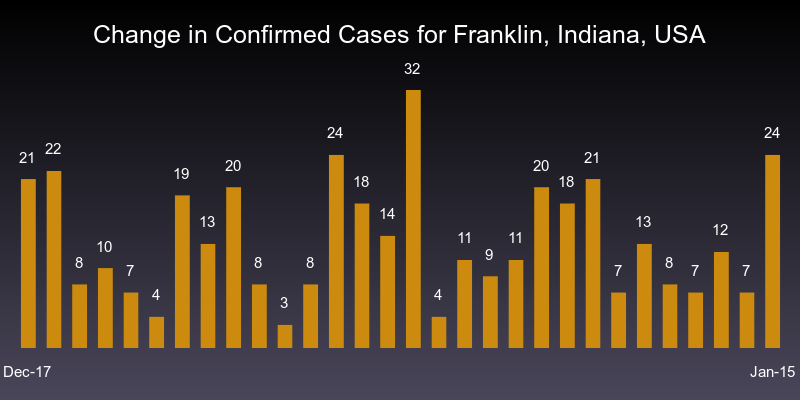 Change in Confirmed Cases for Franklin, Indiana, USA
21 22 8 10 7 4 19 13 20 8 3 8 24 18 14 32 4 11 9 11 20 18 21 7 13 8 7 12 7 24
Dec-17 Jan-15